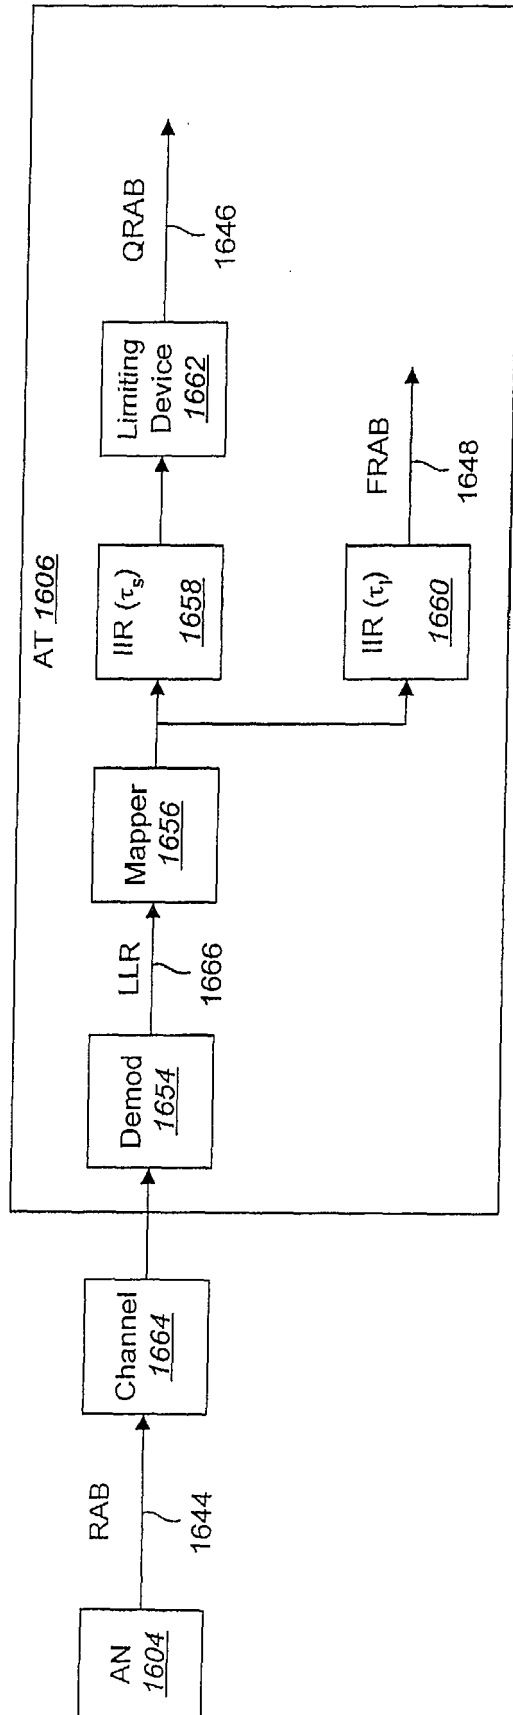 AN
1604
RAB
1644
Channel
1664
AT 1606
Demod
1654
LLR
1666
Mapper
1656
IIR (τs)
1658
Limiting
Device
1662
QRAB
1646
IIR (τl)
1660
FRAB
1648